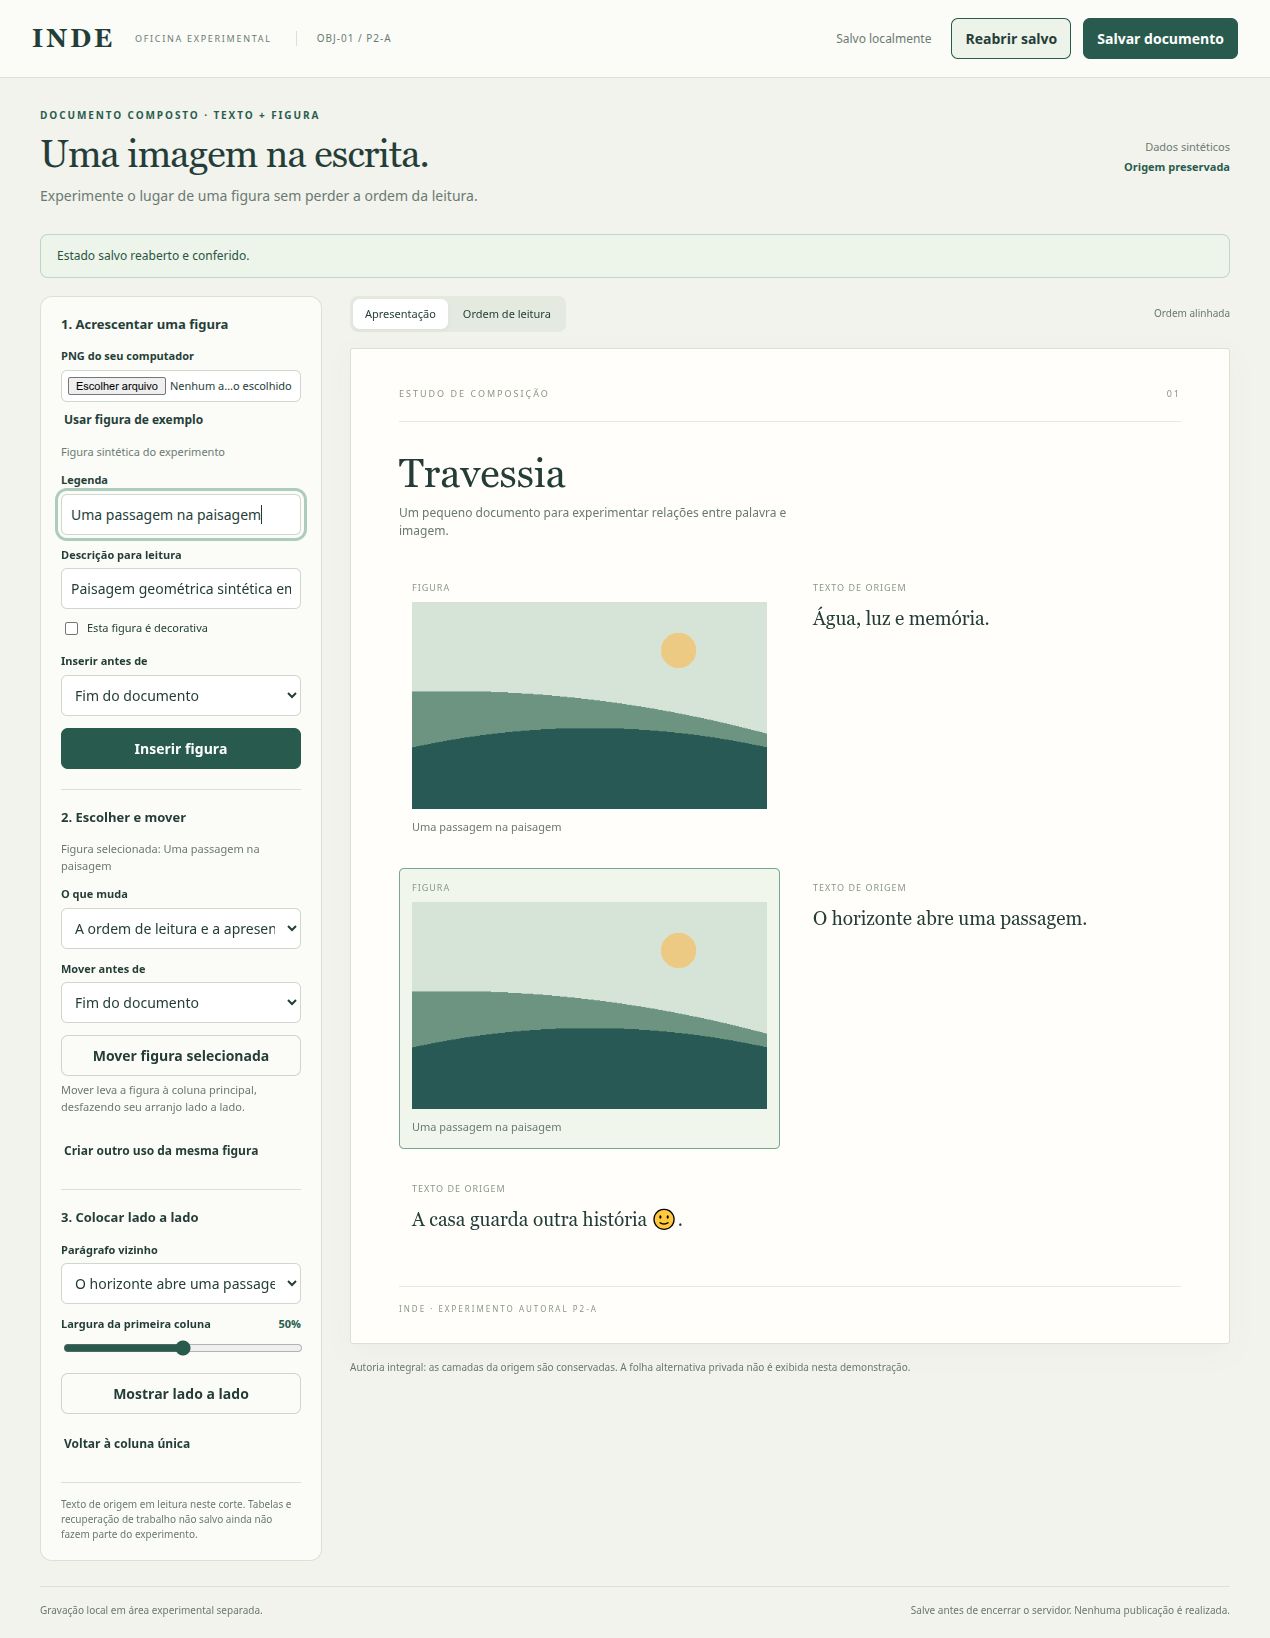 INDE
OFICINA EXPERIMENTAL
OBJ-01 / P2-A
Salvo localmente
Reabrir salvo
Salvar documento
DOCUMENTO COMPOSTO · TEXTO + FIGURA
Uma imagem na escrita.
Experimente o lugar de uma figura sem perder a ordem da leitura.
Dados sintéticos
Origem preservada
Estado salvo reaberto e conferido.
1. Acrescentar uma figura
PNG do seu computador
Escolher arquivo Nenhum a...o escolhido
Usar figura de exemplo
Figura sintética do experimento
Legenda
Uma passagem na paisagem
Descrição para leitura
Paisagem geométrica sintética en
Esta figura é decorativa
Inserir antes de
Fim do documento
Inserir figura
2. Escolher e mover
Figura selecionada: Uma passagem na
paisagem
O que muda
A ordem de leitura e a apresen
Mover antes de
Fim do documento
Mover figura selecionada
Mover leva a figura à coluna principal,
desfazendo seu arranjo lado a lado.
Criar outro uso da mesma figura
3. Colocar lado a lado
Parágrafo vizinho
O horizonte abre uma passage
Largura da primeira coluna 50%
Mostrar lado a lado
Voltar à coluna única
Texto de origem em leitura neste corte. Tabelas e
recuperação de trabalho não salvo ainda não
fazem parte do experimento.
Apresentação
Ordem de leitura
Ordem alinhada
ESTUDO DE COMPOSIÇÃO 01
Travessia
Um pequeno documento para experimentar relações entre palavra e
imagem.
FIGURA
Uma passagem na paisagem
TEXTO DE ORIGEM
Água, luz e memória.
FIGURA
Uma passagem na paisagem
TEXTO DE ORIGEM
O horizonte abre uma passagem.
TEXTO DE ORIGEM
A casa guarda outra história 🙂.
INDE · EXPERIMENTO AUTORAL P2-A
Autoria integral: as camadas da origem são conservadas. A folha alternativa privada não é exibida nesta demonstração.
Gravação local em área experimental separada.
Salve antes de encerrar o servidor. Nenhuma publicação é realizada.